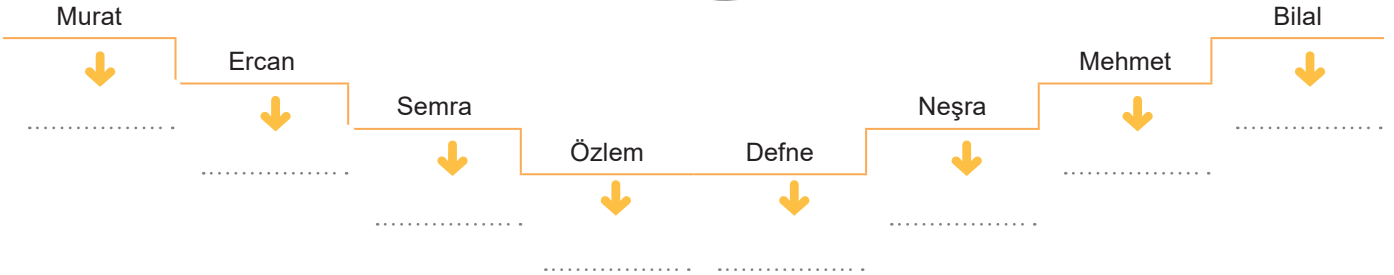 Murat
Ercan
Semra
Özlem
Defne
Neşra
Mehmet
Bilal